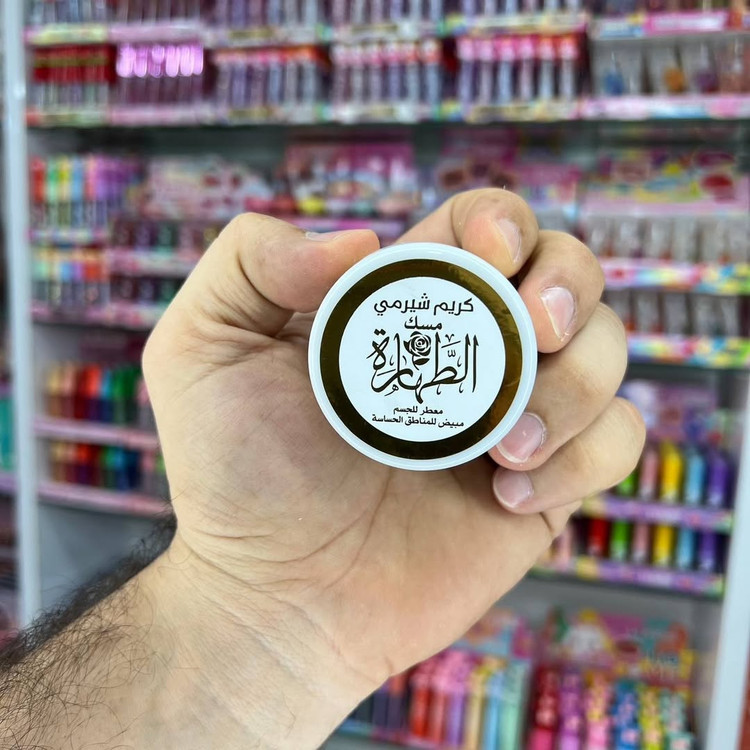 كريم شيرمي
مسك
الطهارة
معطر للجسم
مبيض للمناطق الحساسة